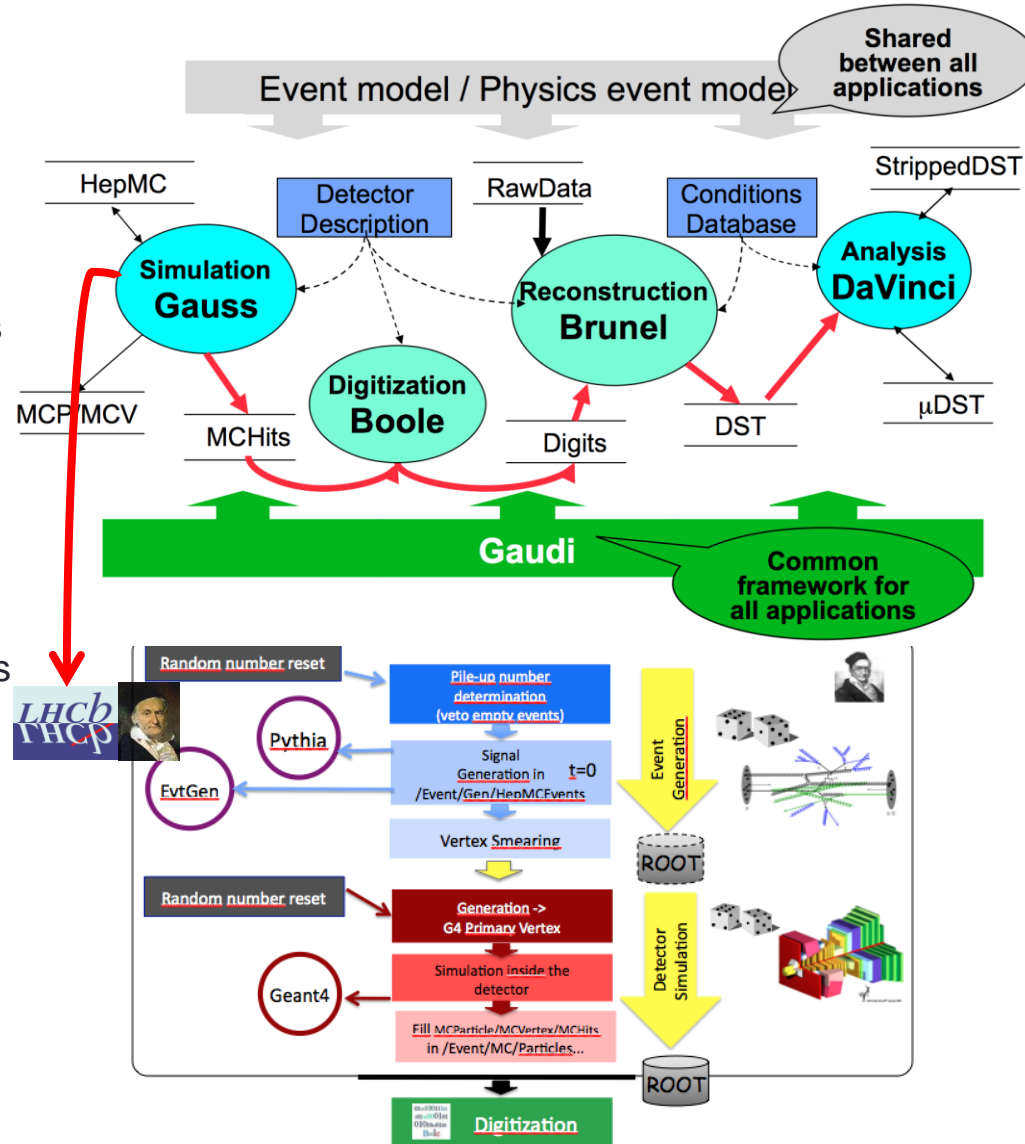 Shared
between all
applications
Event model / Physics event model
HepMC
Detector
Description
RawData
Conditions
Database
StrippedDST
Simulation
Gauss
Reconstruction
Brunel
Analysis
DaVinci
s
MCP/MCV
MCHits
Digitization
Boole
Digits
DST
μDST
Gaudi
Common
framework for
all applications
s
LHCb
LHCb
Random number reset
Pile-up number
determination
(veto empty events)
Pythia
EvtGen
Signal
Generation in t=0
/Event/Gen/HepMCEvents
Vertex Smearing
Event
Generation
ROOT
Random number reset
Generation ->
G4 Primary Vertex
Geant4
Simulation inside the
detector
Fill MCParticle/MCVertex/MCHits
in /Event/MC/Particles...
Detector
Simulation
ROOT
Digitization